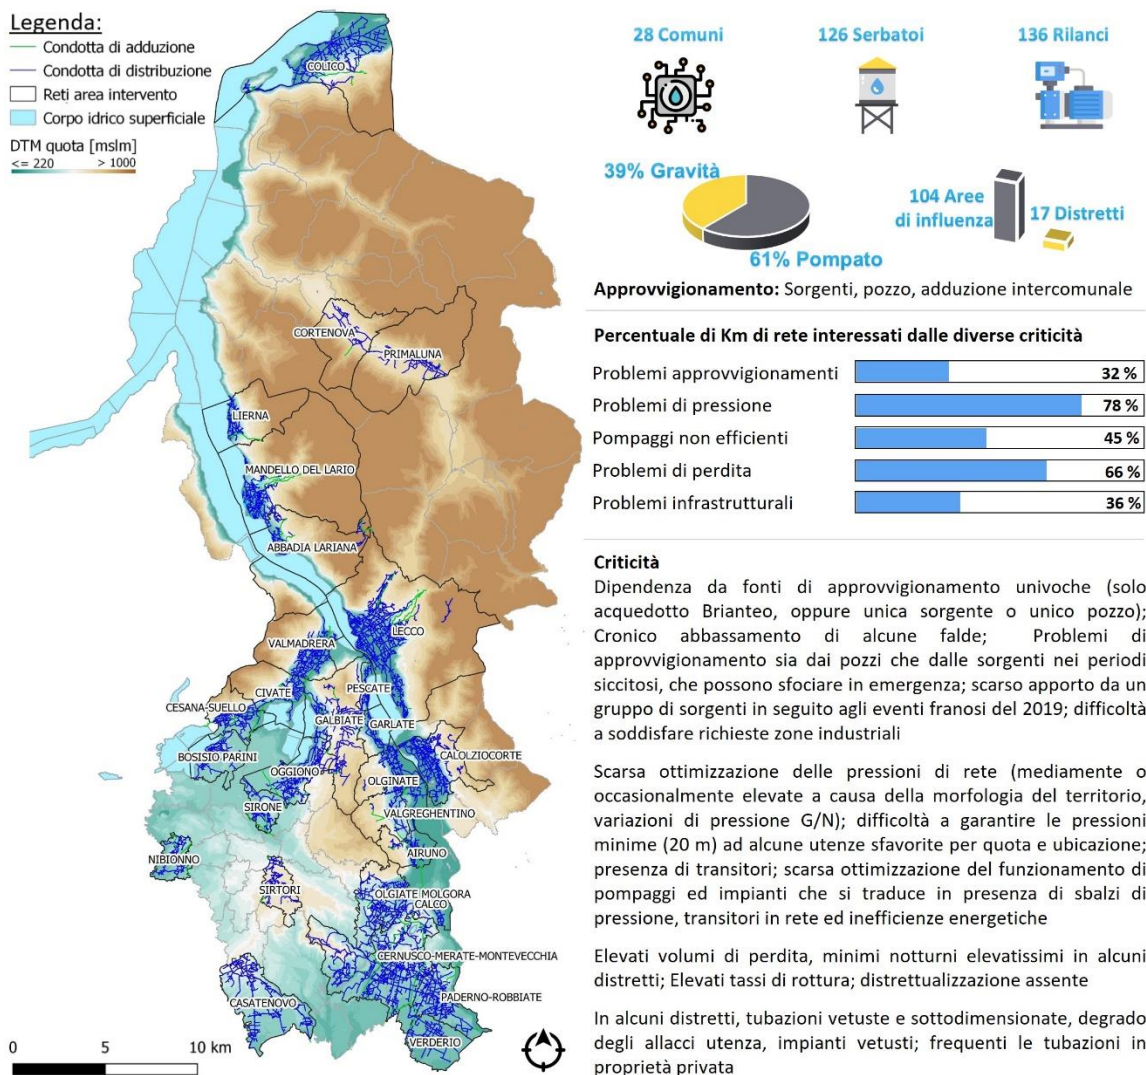 Legenda:
Condotta di adduzione
Condotta di distribuzione
Reti area intervento
Corpo idrico superficiale
DTM quota [mslm]
<= 220 > 1000
COLICO
CORTENOVA
PRIMALUNA
LIERNA
MANDELLO DEL LARIO
ABBADIA LARIANA
LECCO
VALMADRERA
CIVATE
PESCATE
CESANA-SUELLO
GALBIATE
GARLATE
BOSISIO PARINI
CALOLZIOCORTE
OGGIONO
OLGINATE
SIRONE
VALGREGHENTINO
AIRUNO
NIBIONNO
SIRTORI
OLGIATE MOLGORA
CALCO
CERNUSCO-MERATE-MONTEVECCHIA
CASATENOVO
PADERNO-ROBBIATE
VERDERIO
0 5 10 km
28 Comuni
126 Serbatoi
136 Rilanci
39% Gravità
61% Pompato
104 Aree
di influenza
17 Distretti
Approvvigionamento: Sorgenti, pozzo, adduzione intercomunale
Percentuale di Km di rete interessati dalle diverse criticità
Problemi approvvigionamenti 32 %
Problemi di pressione 78 %
Pompaggi non efficienti 45 %
Problemi di perdita 66 %
Problemi infrastrutturali 36 %
Criticità
Dipendenza da fonti di approvvigionamento univoche (solo
acquedotto Brianteo, oppure unica sorgente o unico pozzo);
Cronico abbassamento di alcune falde; Problemi di
approvvigionamento sia dai pozzi che dalle sorgenti nei periodi
siccitosi, che possono sfociare in emergenza; scarso apporto da un
gruppo di sorgenti in seguito agli eventi franosi del 2019; difficoltà
a soddisfare richieste zone industriali
Scarsa ottimizzazione delle pressioni di rete (mediamente o
occasionalmente elevate a causa della morfologia del territorio,
variazioni di pressione G/N); difficoltà a garantire le pressioni
minime (20 m) ad alcune utenze sfavorite per quota e ubicazione;
presenza di transitori; scarsa ottimizzazione del funzionamento di
pompaggi ed impianti che si traduce in presenza di sbalzi di
pressione, transitori in rete ed inefficienze energetiche
Elevati volumi di perdita, minimi notturni elevatissimi in alcuni
distretti; Elevati tassi di rottura; distrettualizzazione assente
In alcuni distretti, tubazioni vetuste e sottodimensionate, degrado
degli allacci utenza, impianti vetusti; frequenti le tubazioni in
proprietà privata